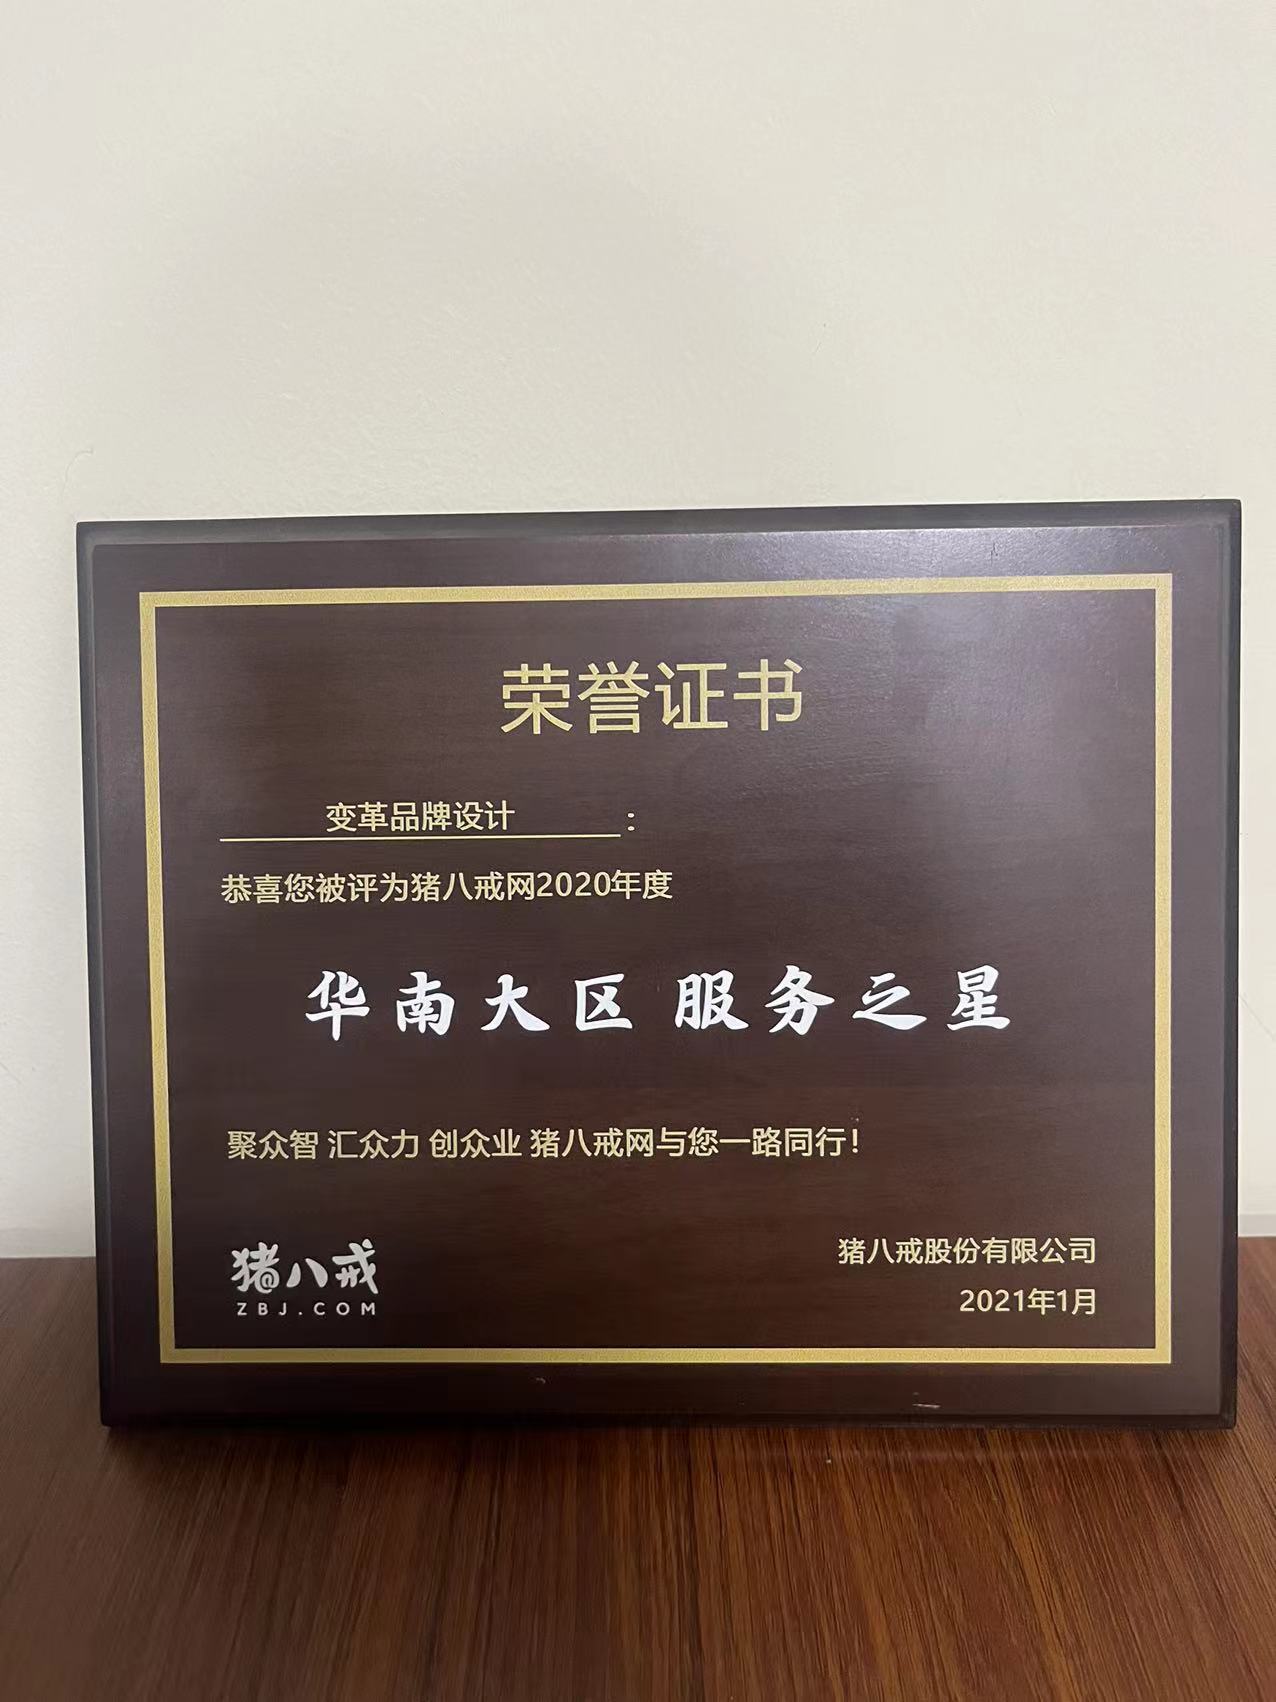 荣誉证书
变革品牌设计：
恭喜您被评为猪八戒网2020年度
华南大区 服务之星
聚众智 汇众力 创众业 猪八戒网与您一路同行！
猪八戒
ZBJ.COM
猪八戒股份有限公司
2021年1月